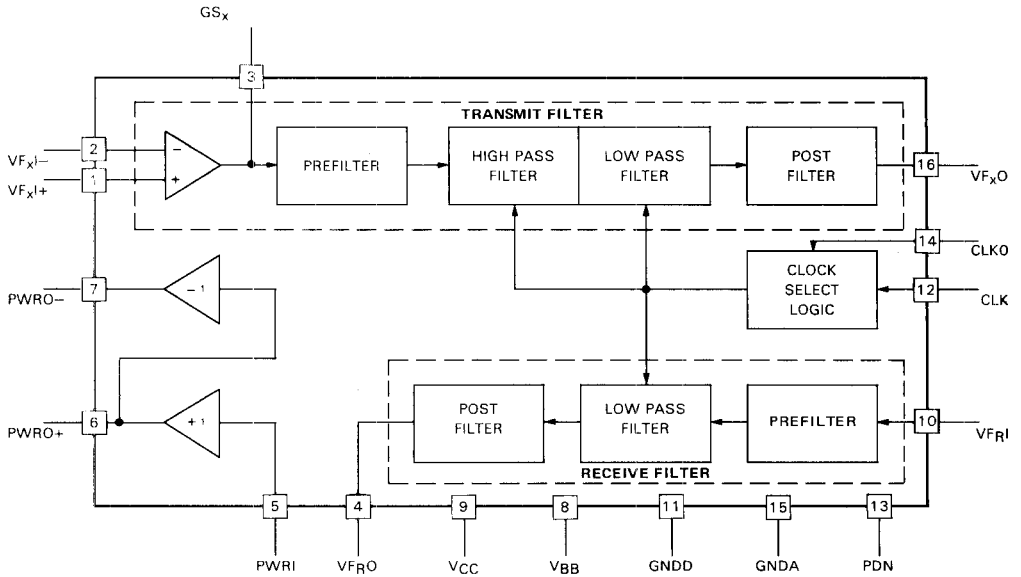 GSx
3
TRANSMIT FILTER
2
VFxI−
1
VFxI+
−
+
PREFILTER
HIGH PASS
FILTER
LOW PASS
FILTER
POST
FILTER
16
VFxO
14
CLK0
CLOCK
SELECT
LOGIC
12
CLK
7
PWRO−
− 1
6
PWRO+
+ 1
POST
FILTER
LOW PASS
FILTER
PREFILTER
10
VFRI
RECEIVE FILTER
5
4
9
8
11
15
13
PWRI
VFRO
VCC
VBB
GNDD
GNDA
PDN